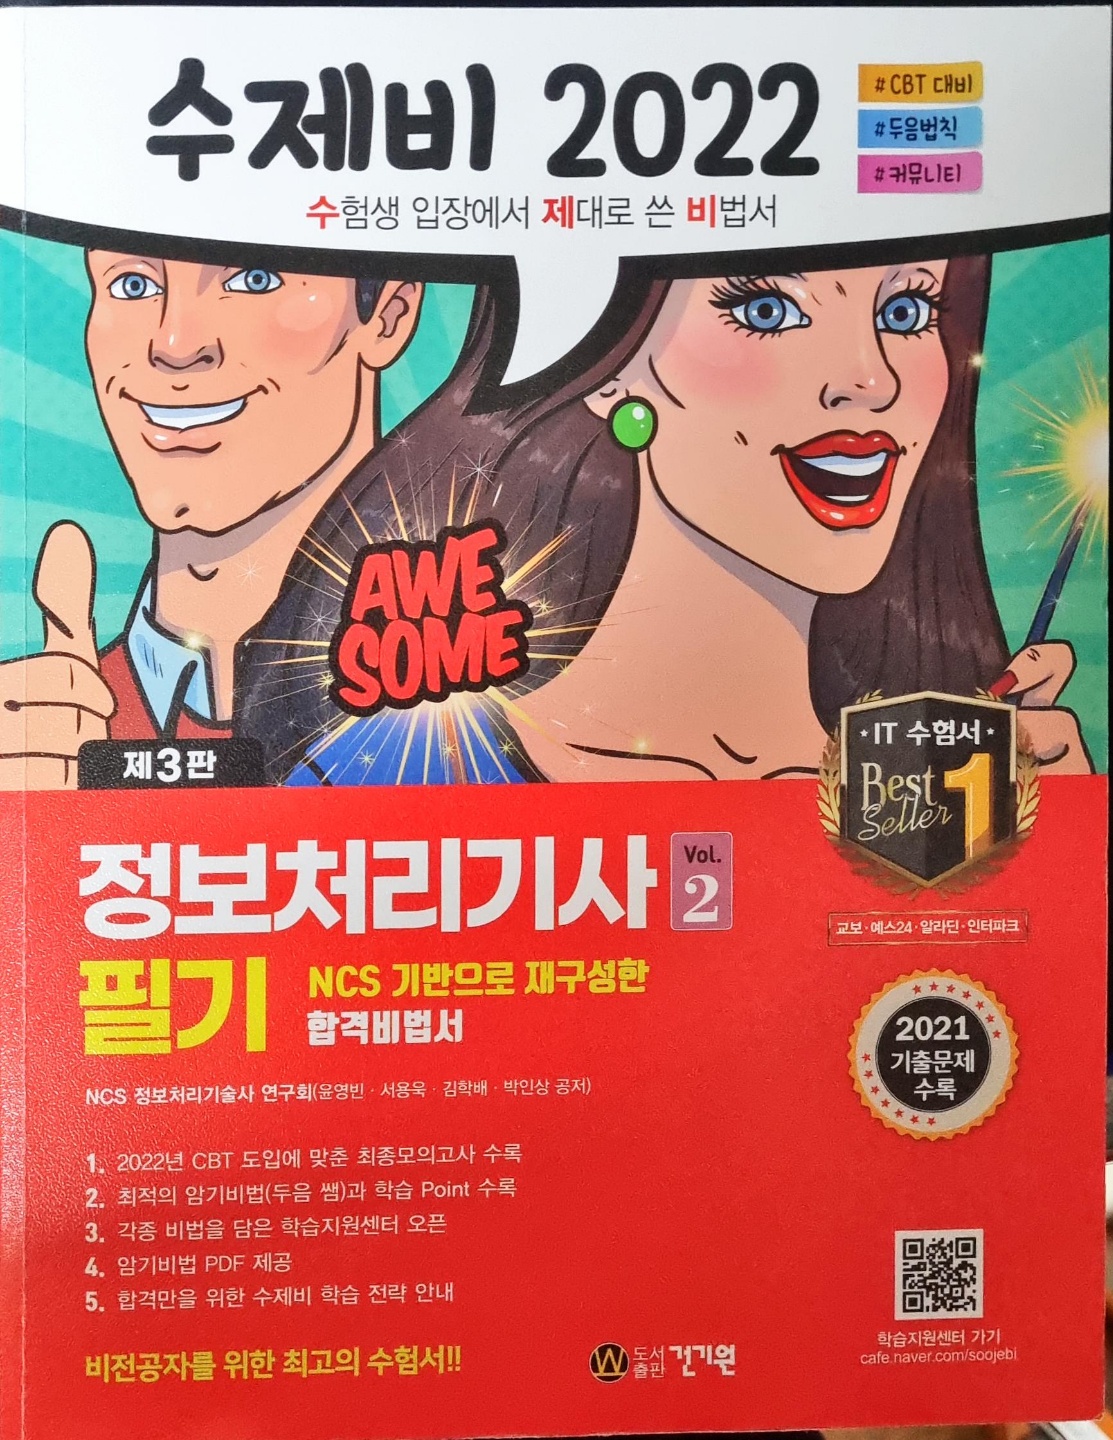 수제비 2022
#CBT 대비
#두음법칙
#커뮤니티
수험생 입장에서 제대로 쓴 비법서
AWE
SOME
IT 수험서
Best
Seller 1
제3판
정보처리기사 Vol. 2
교보·예스24·알라딘·인터파크
필기
NCS 기반으로 재구성한
합격비법서
2021
기출문제
수록
NCS 정보처리기술사 연구회(윤영빈 · 서용욱 · 김학배 · 박인상 공저)
1. 2022년 CBT 도입에 맞춘 최종모의고사 수록
2. 최적의 암기비법(두음 쌤)과 학습 Point 수록
3. 각종 비법을 담은 학습지원센터 오픈
4. 암기비법 PDF 제공
5. 합격만을 위한 수제비 학습 전략 안내
학습지원센터 가기
cafe.naver.com/soojebi
비전공자를 위한 최고의 수험서!!
도서출판 건기원